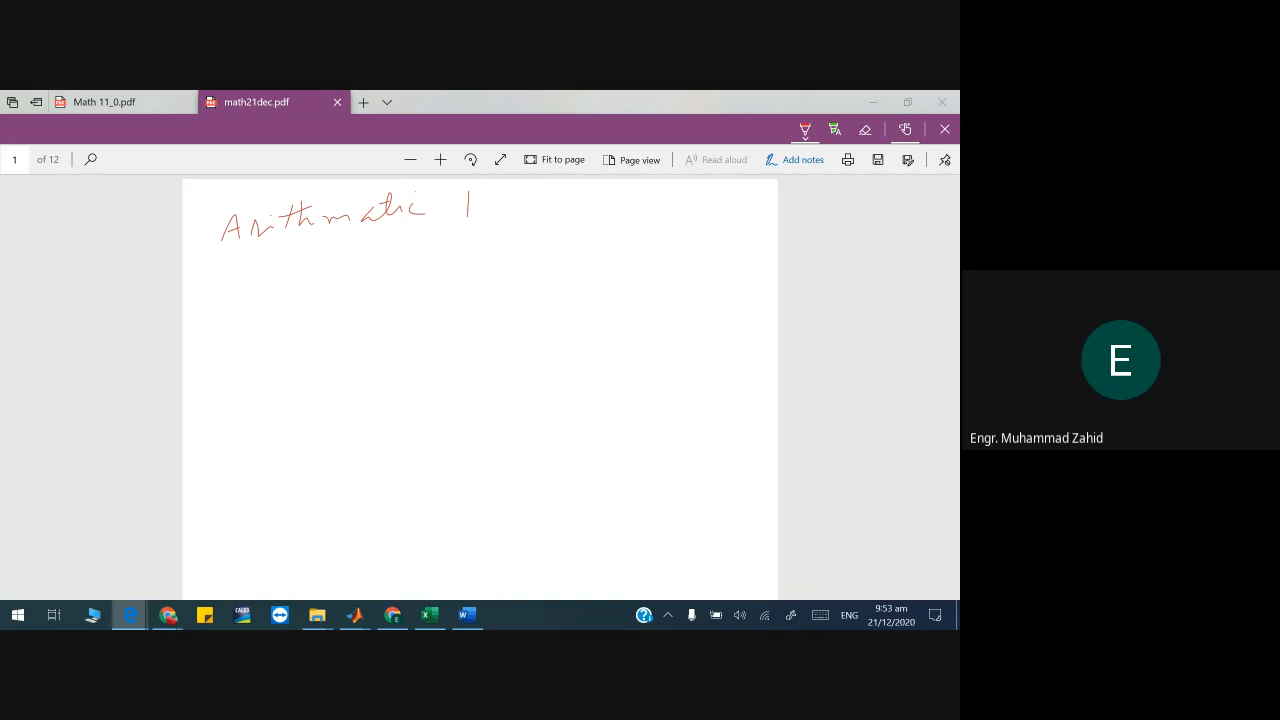 Math 11_0.pdf
math21dec.pdf
1 of 12
Fit to page
Page view
Read aloud
Add notes
Arithmatic
E
Engr. Muhammad Zahid
CALCS
ENG
9:53 am
21/12/2020